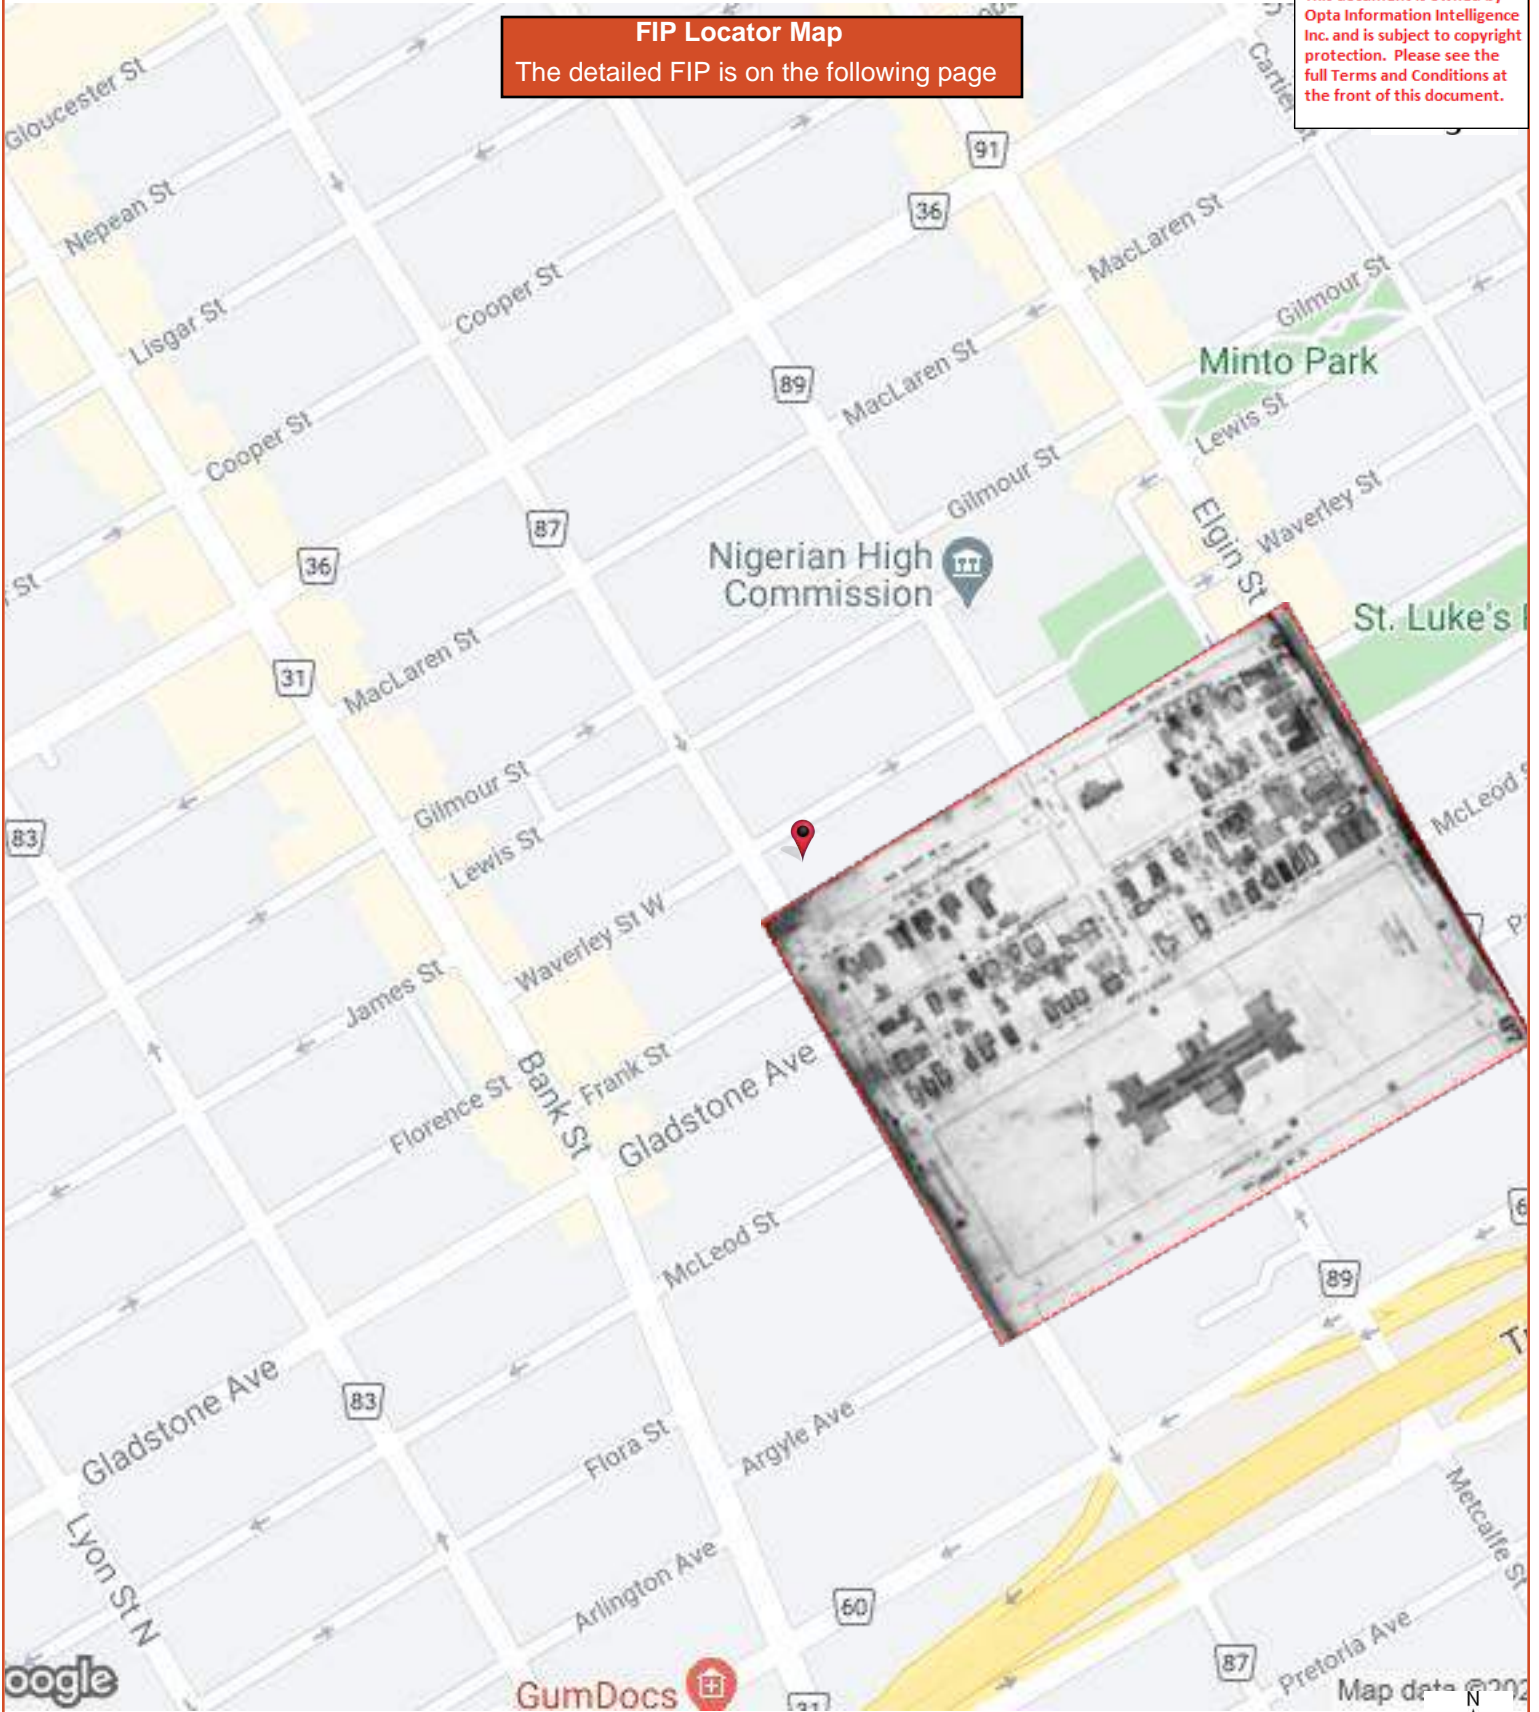 FIP Locator Map
The detailed FIP is on the following page
Opta Information Intelligence
Inc. and is subject to copyright
protection. Please see the
full Terms and Conditions at
the front of this document.
Gloucester St
Nepean St
Lisgar St
Cooper St
Cooper St
91
36
MacLaren St
Gilmour St
Minto Park
Lewis St
89
MacLaren St
Gilmour St
Waverley St
Elgin St
87
36
St
Nigerian High
Commission
St. Luke's
31
MacLaren St
Gilmour St
Lewis St
83
McLeod
Waverley St W
James St
Frank St
Florence St
Bank St
Gladstone Ave
McLeod St
89
Gladstone Ave
83
Flora St
Argyle Ave
Lyon St N
Arlington Ave
60
Metcalfe St
87
Pretoria Ave
oogle
GumDocs
31
Map data ©202
N